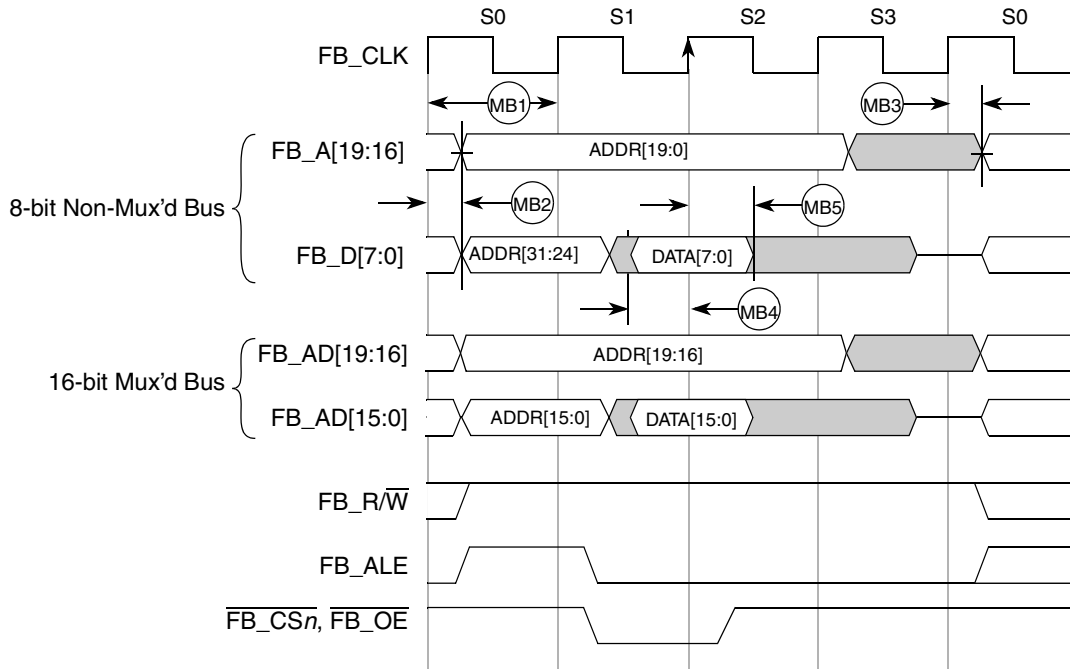 S0 S1 S2 S3 S0
FB_CLK
MB1 MB3
FB_A[19:16] ADDR[19:0]
8-bit Non-Mux’d Bus
MB2 MB5
FB_D[7:0] ADDR[31:24] DATA[7:0]
MB4
FB_AD[19:16] ADDR[19:16]
16-bit Mux’d Bus
FB_AD[15:0] ADDR[15:0] DATA[15:0]
FB_R/W̅
FB_ALE
F̅B̅_̅C̅S̅n̅, F̅B̅_̅O̅E̅